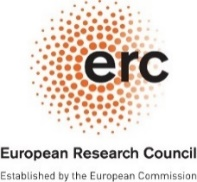 erc
European Research Council
Established by the European Commission